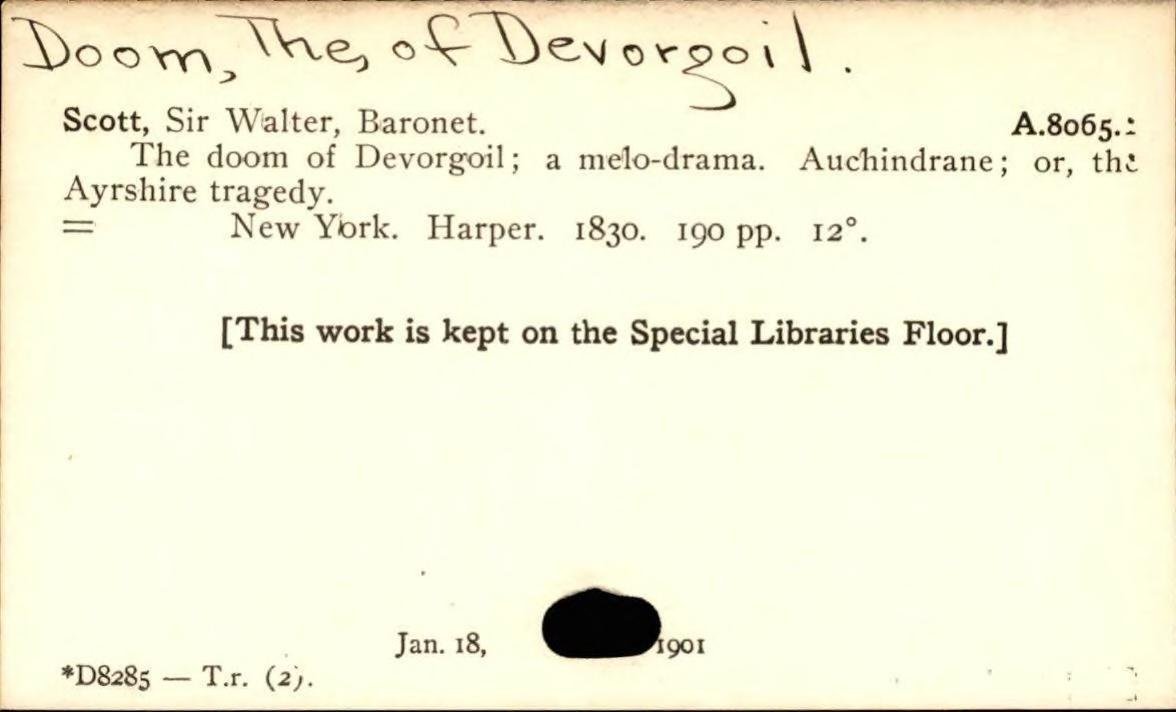 Doom, The, of Devorgoil.
Scott, Sir Walter, Baronet. A.8065.
The doom of Devorgoil; a melo-drama. Auchindrane; or, the
Ayrshire tragedy.
= New York. Harper. 1830. 190 pp. 12°.
[This work is kept on the Special Libraries Floor.]
Jan. 18, 1901
*D8285 — T.r. (2).